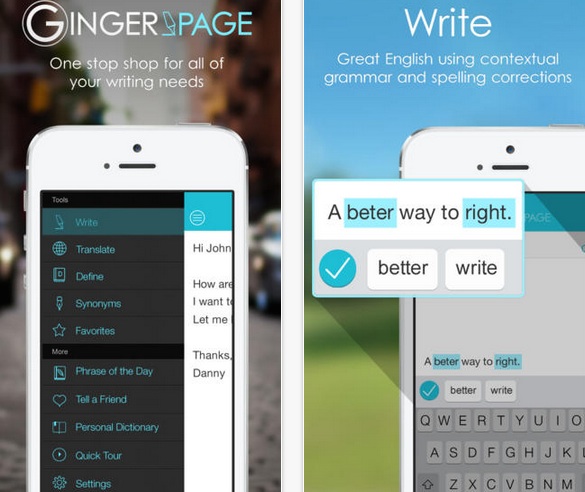 GINGER PAGE
One stop shop for all of
your writing needs
Tools
Write
Translate
Define
Synonyms
Favorites
More
Phrase of the Day
Tell a Friend
Personal Dictionary
Quick Tour
Settings
Hi John
How are
I want t
Let me
Thanks,
Danny
Write
Great English using contextual
grammar and spelling corrections
PAGE
A beter way to right.
better write
A beter way to right.
better write
Q W E R T Y U I O
A S D F G H J K L
Z X C V B N M